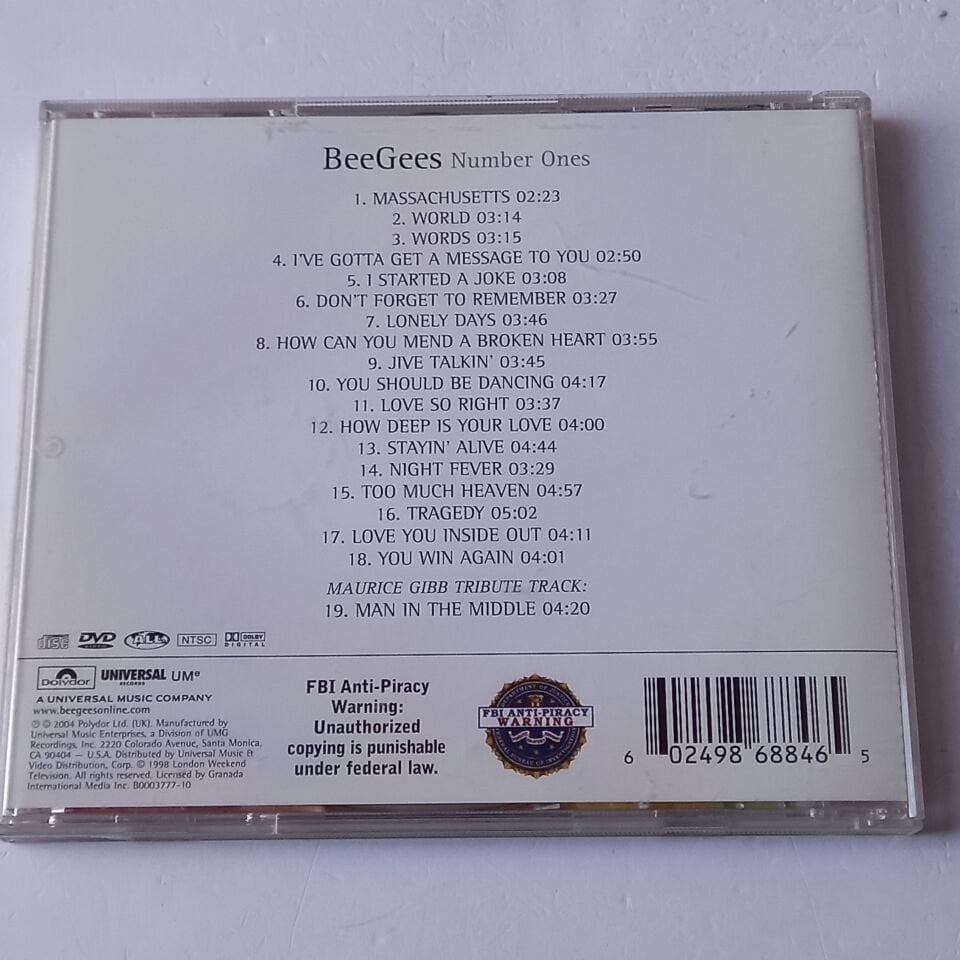 BeeGees Number Ones
1. MASSACHUSETTS 02:23
2. WORLD 03:14
3. WORDS 03:15
4. I'VE GOTTA GET A MESSAGE TO YOU 02:50
5. I STARTED A JOKE 03:08
6. DON'T FORGET TO REMEMBER 03:27
7. LONELY DAYS 03:46
8. HOW CAN YOU MEND A BROKEN HEART 03:55
9. JIVE TALKIN' 03:45
10. YOU SHOULD BE DANCING 04:17
11. LOVE SO RIGHT 03:37
12. HOW DEEP IS YOUR LOVE 04:00
13. STAYIN' ALIVE 04:44
14. NIGHT FEVER 03:29
15. TOO MUCH HEAVEN 04:57
16. TRAGEDY 05:02
17. LOVE YOU INSIDE OUT 04:11
18. YOU WIN AGAIN 04:01
MAURICE GIBB TRIBUTE TRACK:
19. MAN IN THE MIDDLE 04:20
disc DVD VIDEO ALL NTSC DOLBY DIGITAL
Polydor UNIVERSAL RECORDS UMe
A UNIVERSAL MUSIC COMPANY
www.beegeesonline.com
℗ © 2004 Polydor Ltd. (UK). Manufactured by
Universal Music Enterprises, a Division of UMG
Recordings, Inc. 2220 Colorado Avenue, Santa Monica,
CA 90404 – U.S.A. Distributed by Universal Music &
Video Distribution, Corp. © 1998 London Weekend
Television. All rights reserved. Licensed by Granada
International Media Inc. B0003777-10
FBI Anti-Piracy
Warning:
Unauthorized
copying is punishable
under federal law.
DEPARTMENT OF JUSTICE
FBI ANTI-PIRACY
WARNING
6 02498 68846 5